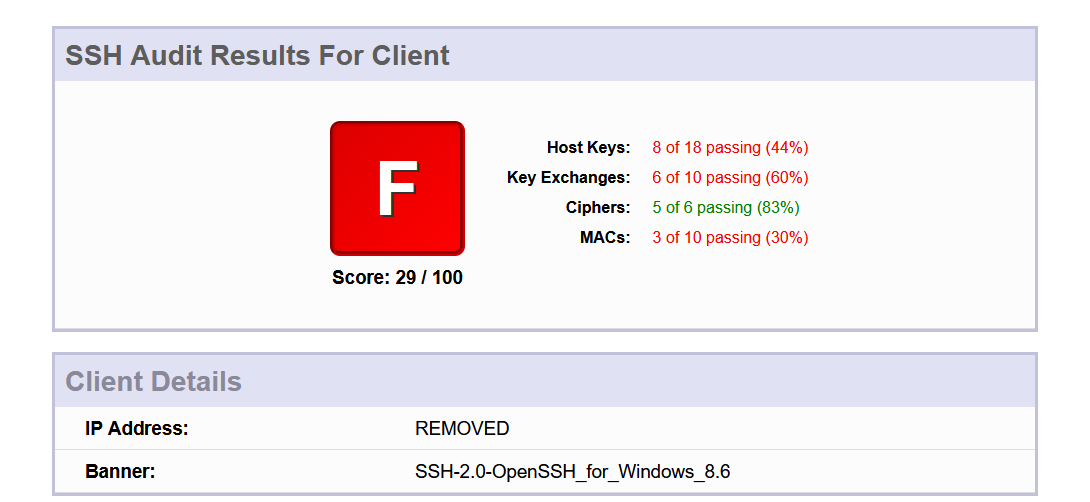 SSH Audit Results For Client
F
Score: 29 / 100
Host Keys: 8 of 18 passing (44%)
Key Exchanges: 6 of 10 passing (60%)
Ciphers: 5 of 6 passing (83%)
MACs: 3 of 10 passing (30%)
Client Details
IP Address: REMOVED
Banner: SSH-2.0-OpenSSH_for_Windows_8.6